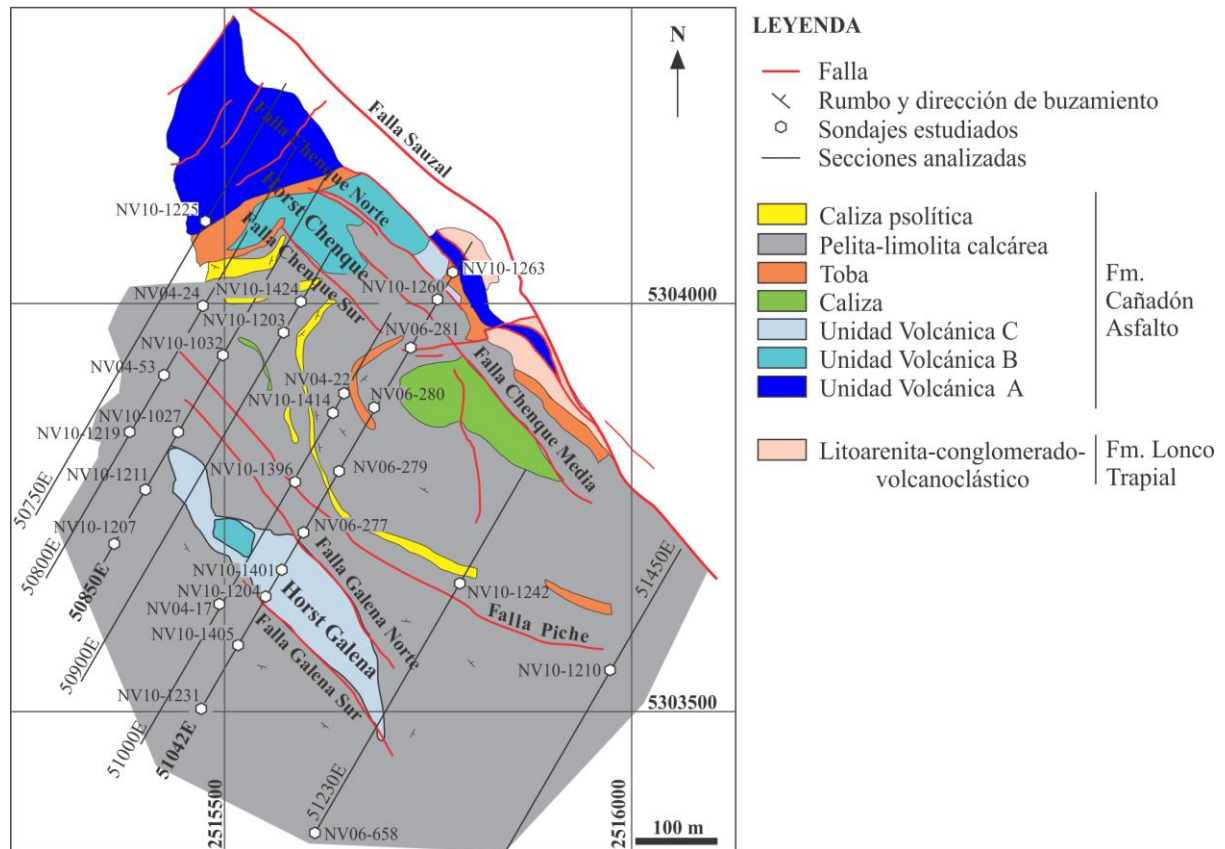 LEYENDA
N
Falla
Rumbo y dirección de buzamiento
Sondajes estudiados
Secciones analizadas
Caliza psolítica
Pelita-limolita calcárea
Toba
Caliza
Unidad Volcánica C
Unidad Volcánica B
Unidad Volcánica A
Fm.
Cañadón
Asfalto
Litoarenita-conglomerado-
volcanoclástico
Fm. Lonco
Trapial
Falla Sauzal
Falla Chenque Norte
Horst Chenque
Falla Chenque Sur
NV10-1225
NV10-1263
NV10-1260
NV04-24
NV10-1424
5304000
NV10-1203
NV06-281
NV10-1032
NV04-53
NV04-22
NV06-280
Falla Chenque Media
NV10-1414
NV10-1027
NV10-1219
NV10-1211
NV10-1396
NV06-279
NV10-1207
NV06-277
50750E
50800E
50850E
50900E
51000E
51042E
51230E
51450E
NV10-1401
NV10-1204
NV04-17
NV10-1405
NV10-1231
NV10-1242
NV10-1210
Horst Galena
Falla Galena Norte
Falla Galena Sur
Falla Piche
5303500
2515500
2516000
100 m
NV06-658